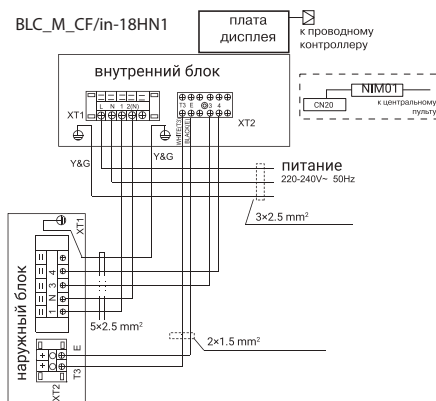 BLC_M_CF/in-18HN1
плата
дисплея
к проводному
контроллеру
внутренний блок
NIM01
CN20
к центральному
пульту
XT1
L N 1 2(N)
T3 E 3 4
XT2
WHITE(T3)
BLACK(E)
Y&G
Y&G
питание
220-240V~ 50Hz
3×2.5 mm²
наружный блок
XT1
4
3
N
1
5×2.5 mm²
2×1.5 mm²
E
T3
XT2